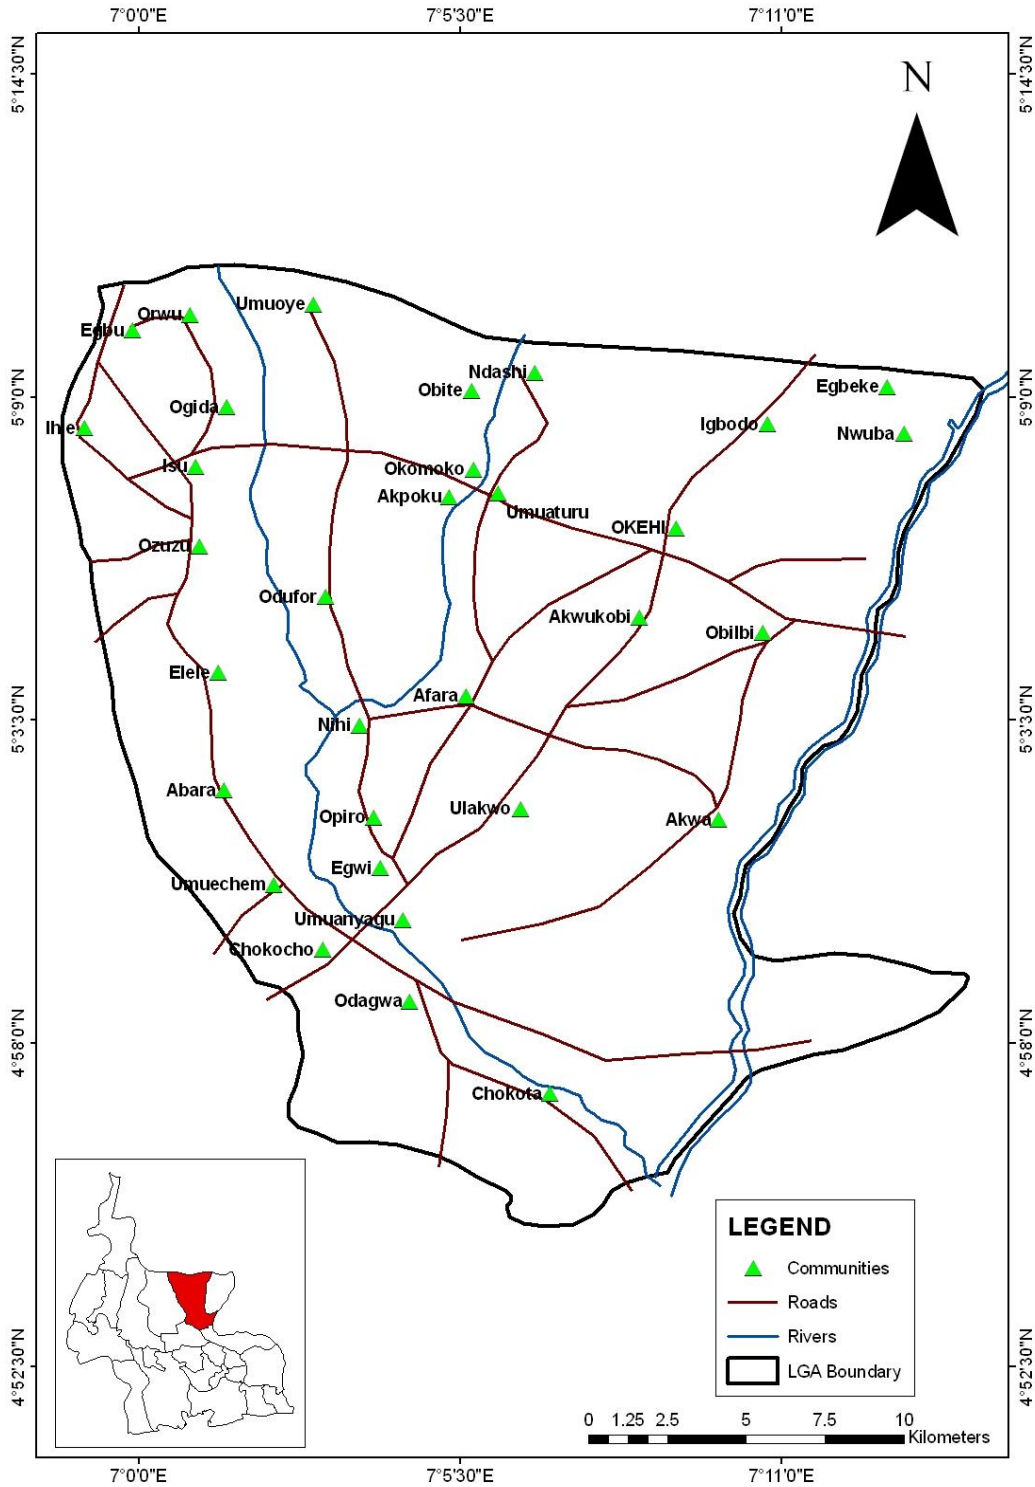 7°0'0"E 7°5'30"E 7°11'0"E
5°14'30"N 5°14'30"N
N
Umuoye
Orwu
Egbu
Ndashi
Egbeke
Obite
5°9'0"N 5°9'0"N
Ogida
Igbodo
Ihie
Nwuba
Isu
Okomoko
Akpoku
Umuaturu
OKEHI
Ozuzu
Odufor
Akwukobi
Obilbi
Elele
Afara
Nihi
5°3'30"N 5°3'30"N
Abara
Ulakwo
Opiro
Akwa
Egwi
Umuechem
Umuanyagu
Chokocho
Odagwa
4°58'0"N 4°58'0"N
Chokota
LEGEND
Communities
Roads
Rivers
LGA Boundary
4°52'30"N 4°52'30"N
0 1.25 2.5 5 7.5 10
Kilometers
7°0'0"E 7°5'30"E 7°11'0"E